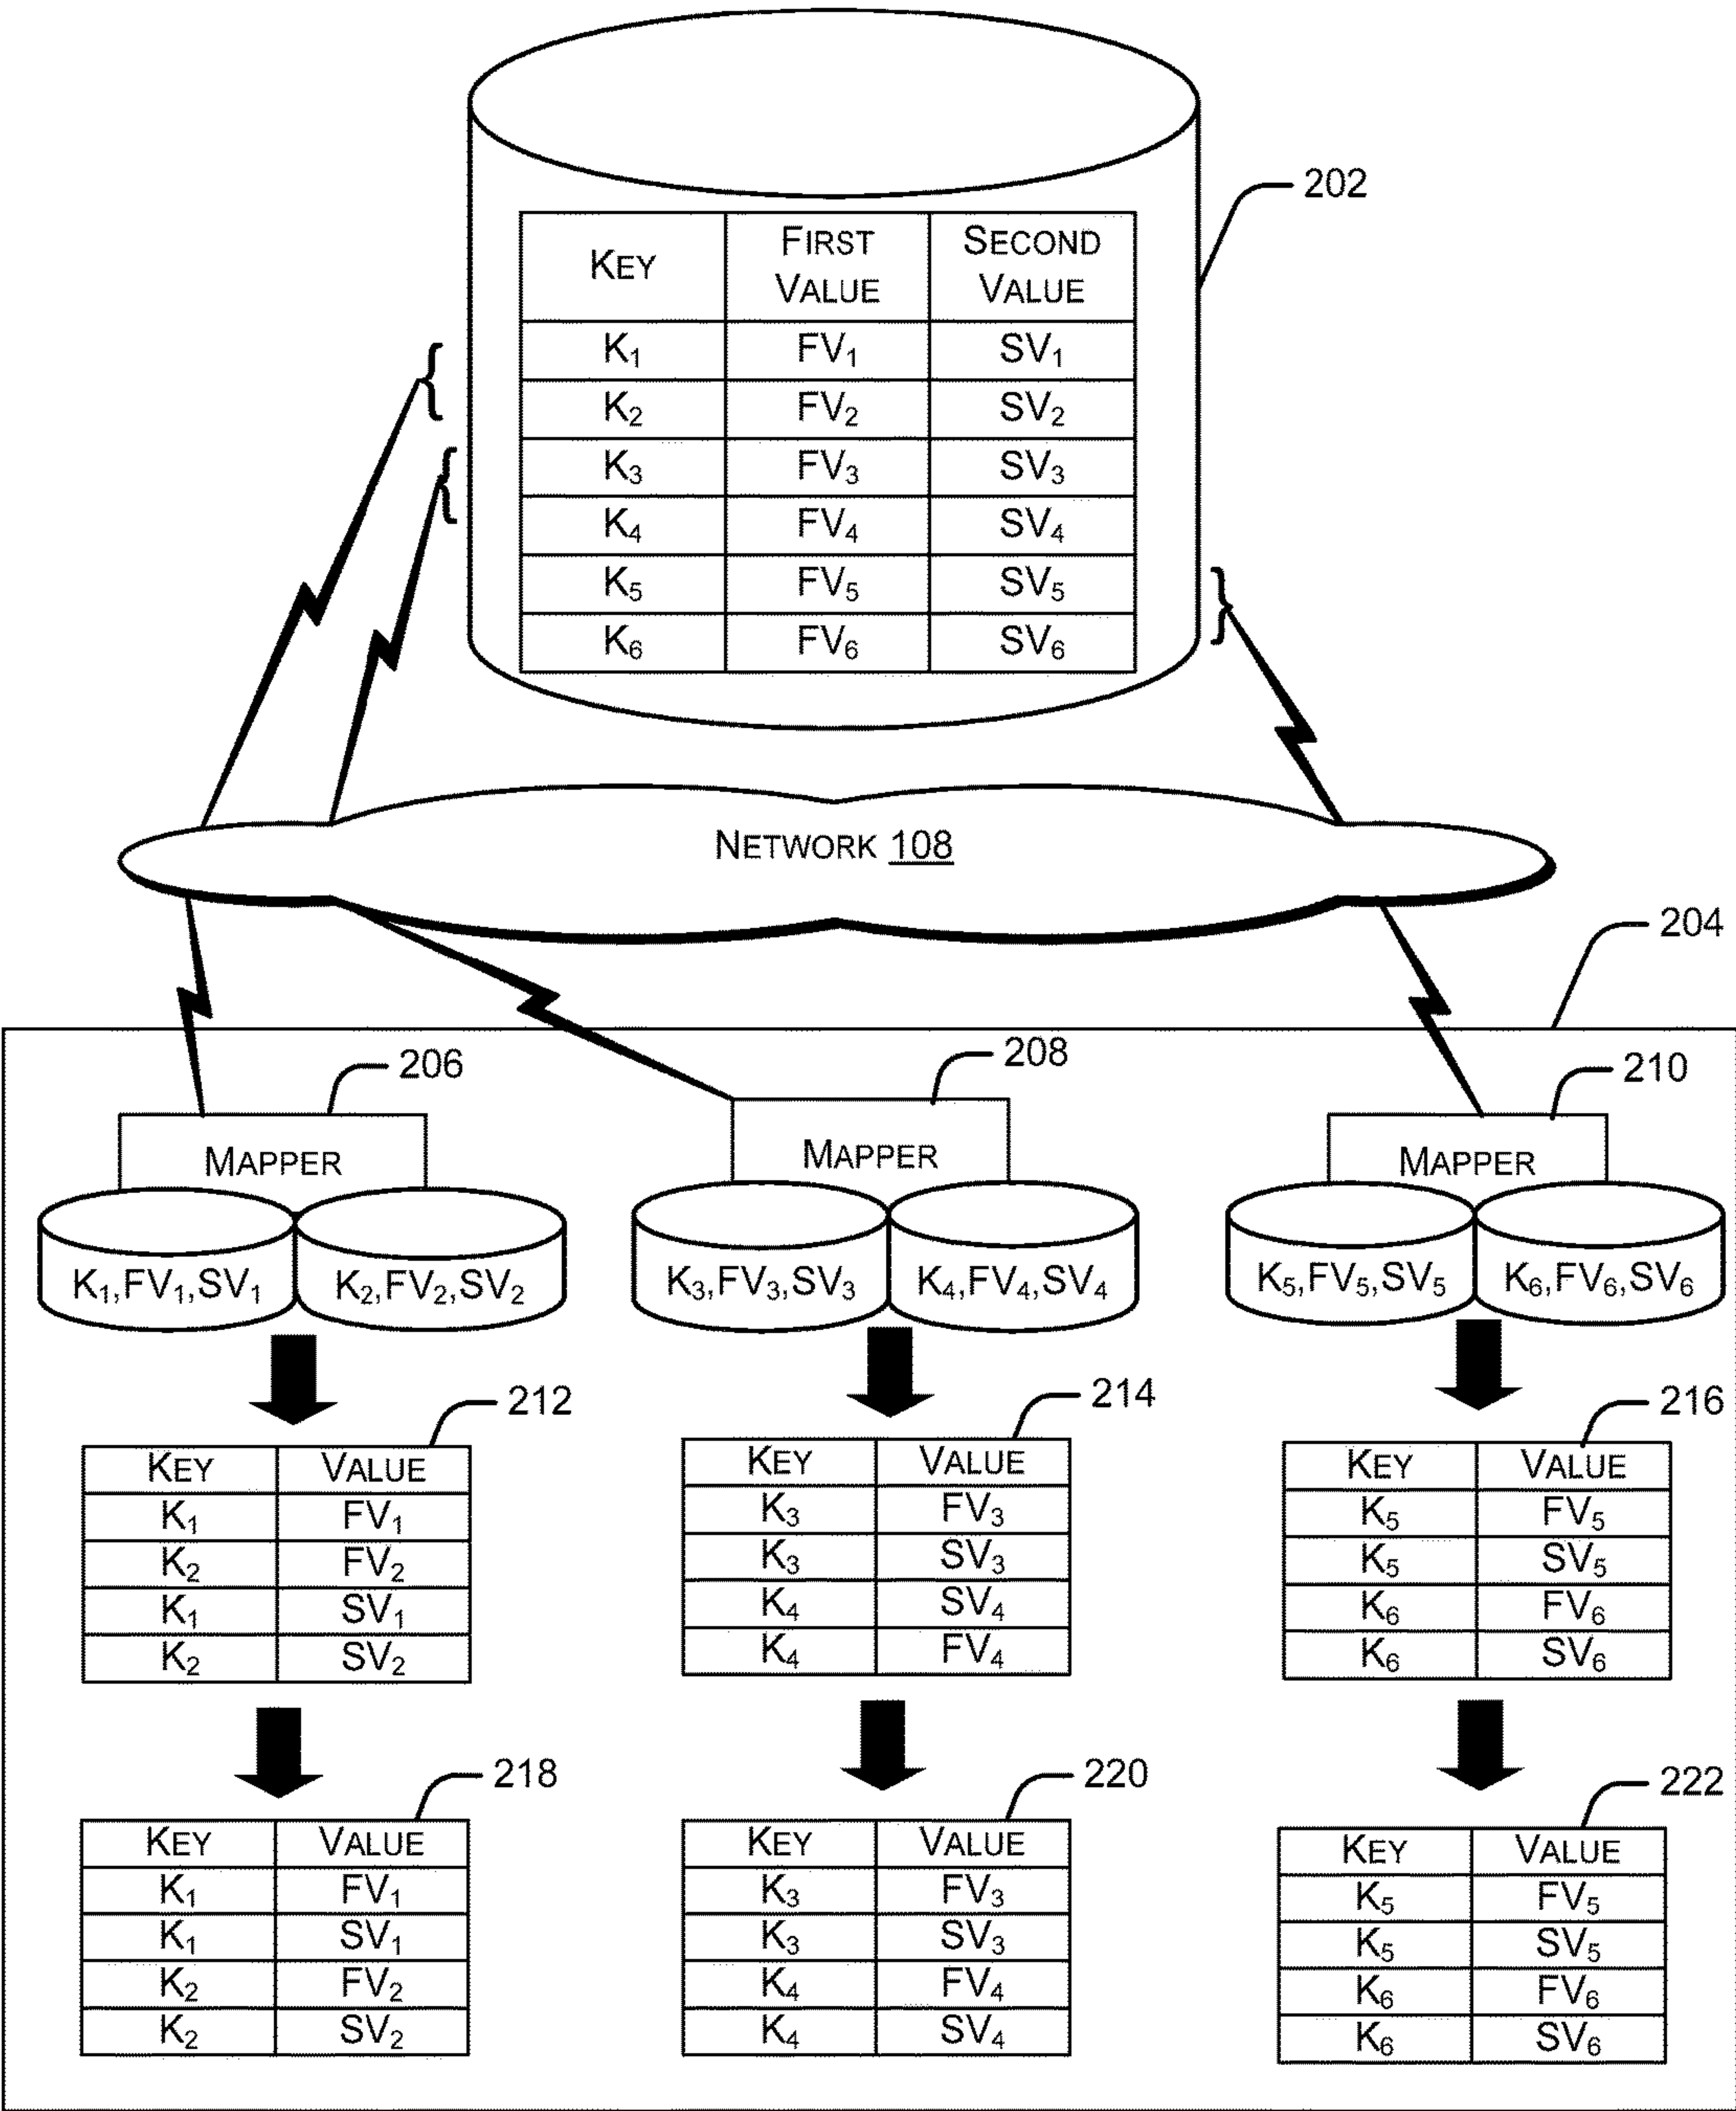 202
KEY FIRST VALUE SECOND VALUE
K₁ FV₁ SV₁
K₂ FV₂ SV₂
K₃ FV₃ SV₃
K₄ FV₄ SV₄
K₅ FV₅ SV₅
K₆ FV₆ SV₆
NETWORK 108
204
206 208 210
MAPPER MAPPER MAPPER
K₁,FV₁,SV₁ K₂,FV₂,SV₂ K₃,FV₃,SV₃ K₄,FV₄,SV₄ K₅,FV₅,SV₅ K₆,FV₆,SV₆
212
KEY VALUE
K₁ FV₁
K₂ FV₂
K₁ SV₁
K₂ SV₂
214
KEY VALUE
K₃ FV₃
K₃ SV₃
K₄ SV₄
K₄ FV₄
216
KEY VALUE
K₅ FV₅
K₅ SV₅
K₆ FV₆
K₆ SV₆
218
KEY VALUE
K₁ FV₁
K₁ SV₁
K₂ FV₂
K₂ SV₂
220
KEY VALUE
K₃ FV₃
K₃ SV₃
K₄ FV₄
K₄ SV₄
222
KEY VALUE
K₅ FV₅
K₅ SV₅
K₆ FV₆
K₆ SV₆